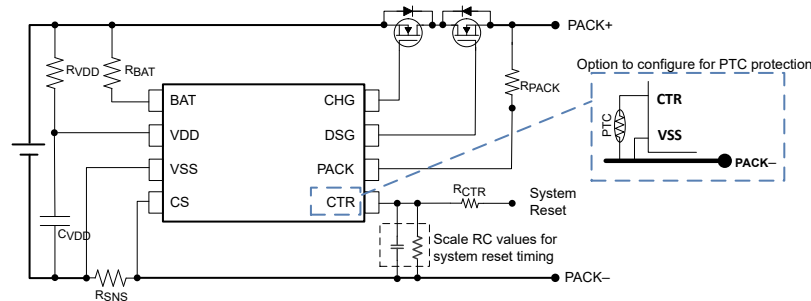 PACK+
Option to configure for PTC protection
RVDD
RBAT
RPACK
BAT
CHG
VDD
DSG
VSS
PACK
CS
CTR
CTR
PTC
VSS
PACK–
RCTR
System
Reset
CVDD
Scale RC values for
system reset timing
RSNS
PACK–